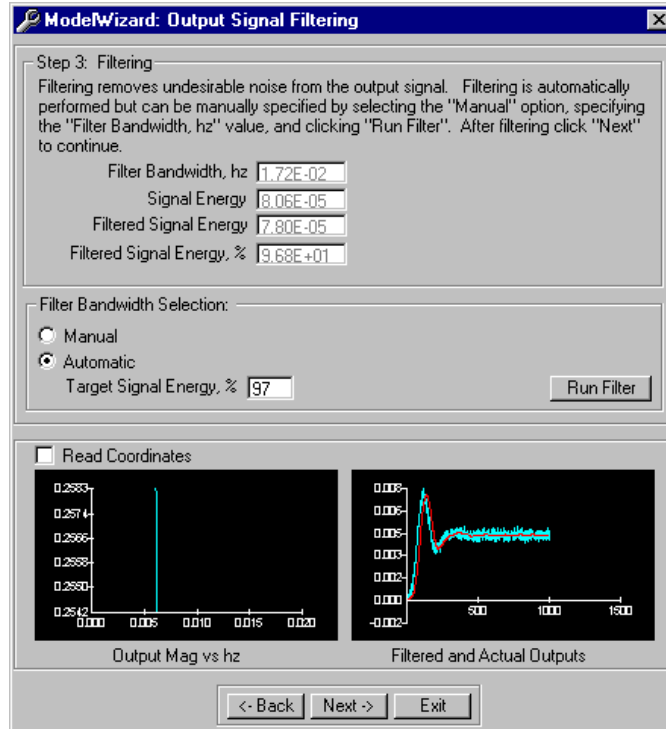 ModelWizard: Output Signal Filtering
Step 3: Filtering
Filtering removes undesirable noise from the output signal. Filtering is automatically
performed but can be manually specified by selecting the "Manual" option, specifying
the "Filter Bandwidth, hz" value, and clicking "Run Filter". After filtering click "Next"
to continue.
Filter Bandwidth, hz 1.72E-02
Signal Energy 8.06E-05
Filtered Signal Energy 7.80E-05
Filtered Signal Energy, % 9.68E+01
Filter Bandwidth Selection:
Manual
Automatic
Target Signal Energy, % 97
Run Filter
Read Coordinates
0.2583
0.2574
0.2566
0.2558
0.2550
0.2542
0.000 0.005 0.010 0.015 0.020
Output Mag vs hz
0.008
0.006
0.005
0.003
0.002
0.000
-0.002
500 1000 1500
Filtered and Actual Outputs
<- Back Next -> Exit